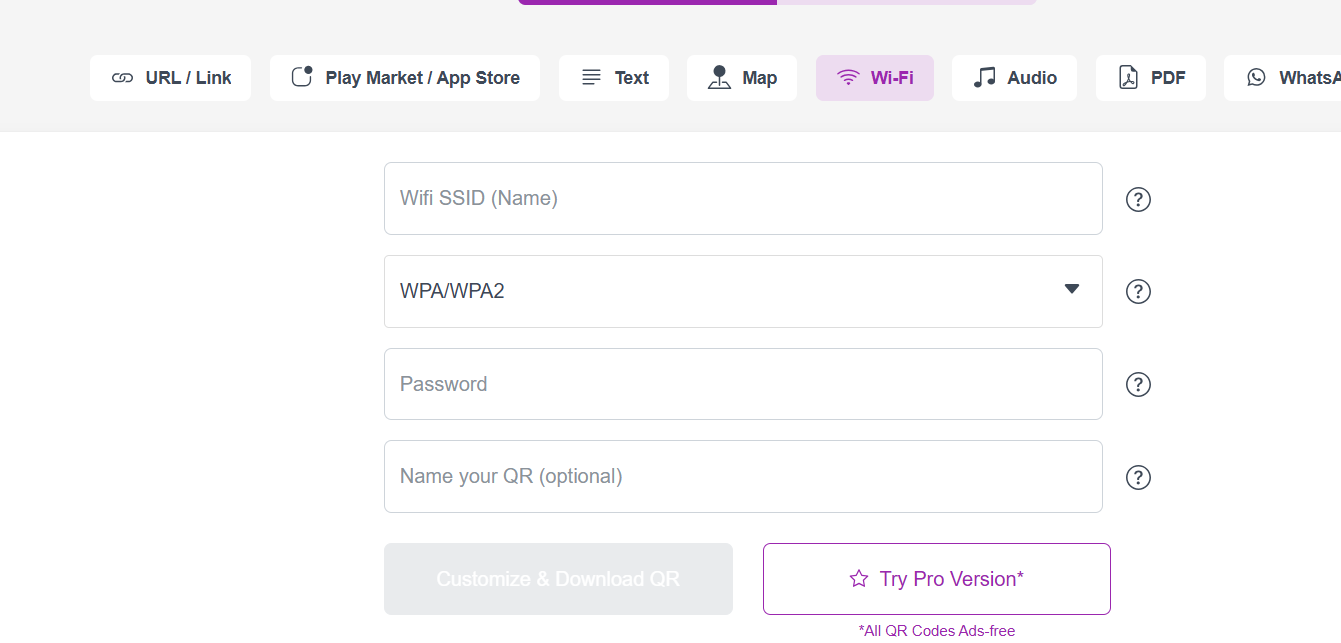 URL / Link Play Market / App Store Text Map Wi-Fi Audio PDF WhatsA
Wifi SSID (Name) ?
WPA/WPA2 ?
Password ?
Name your QR (optional) ?
Customize & Download QR Try Pro Version*
*All QR Codes Ads-free